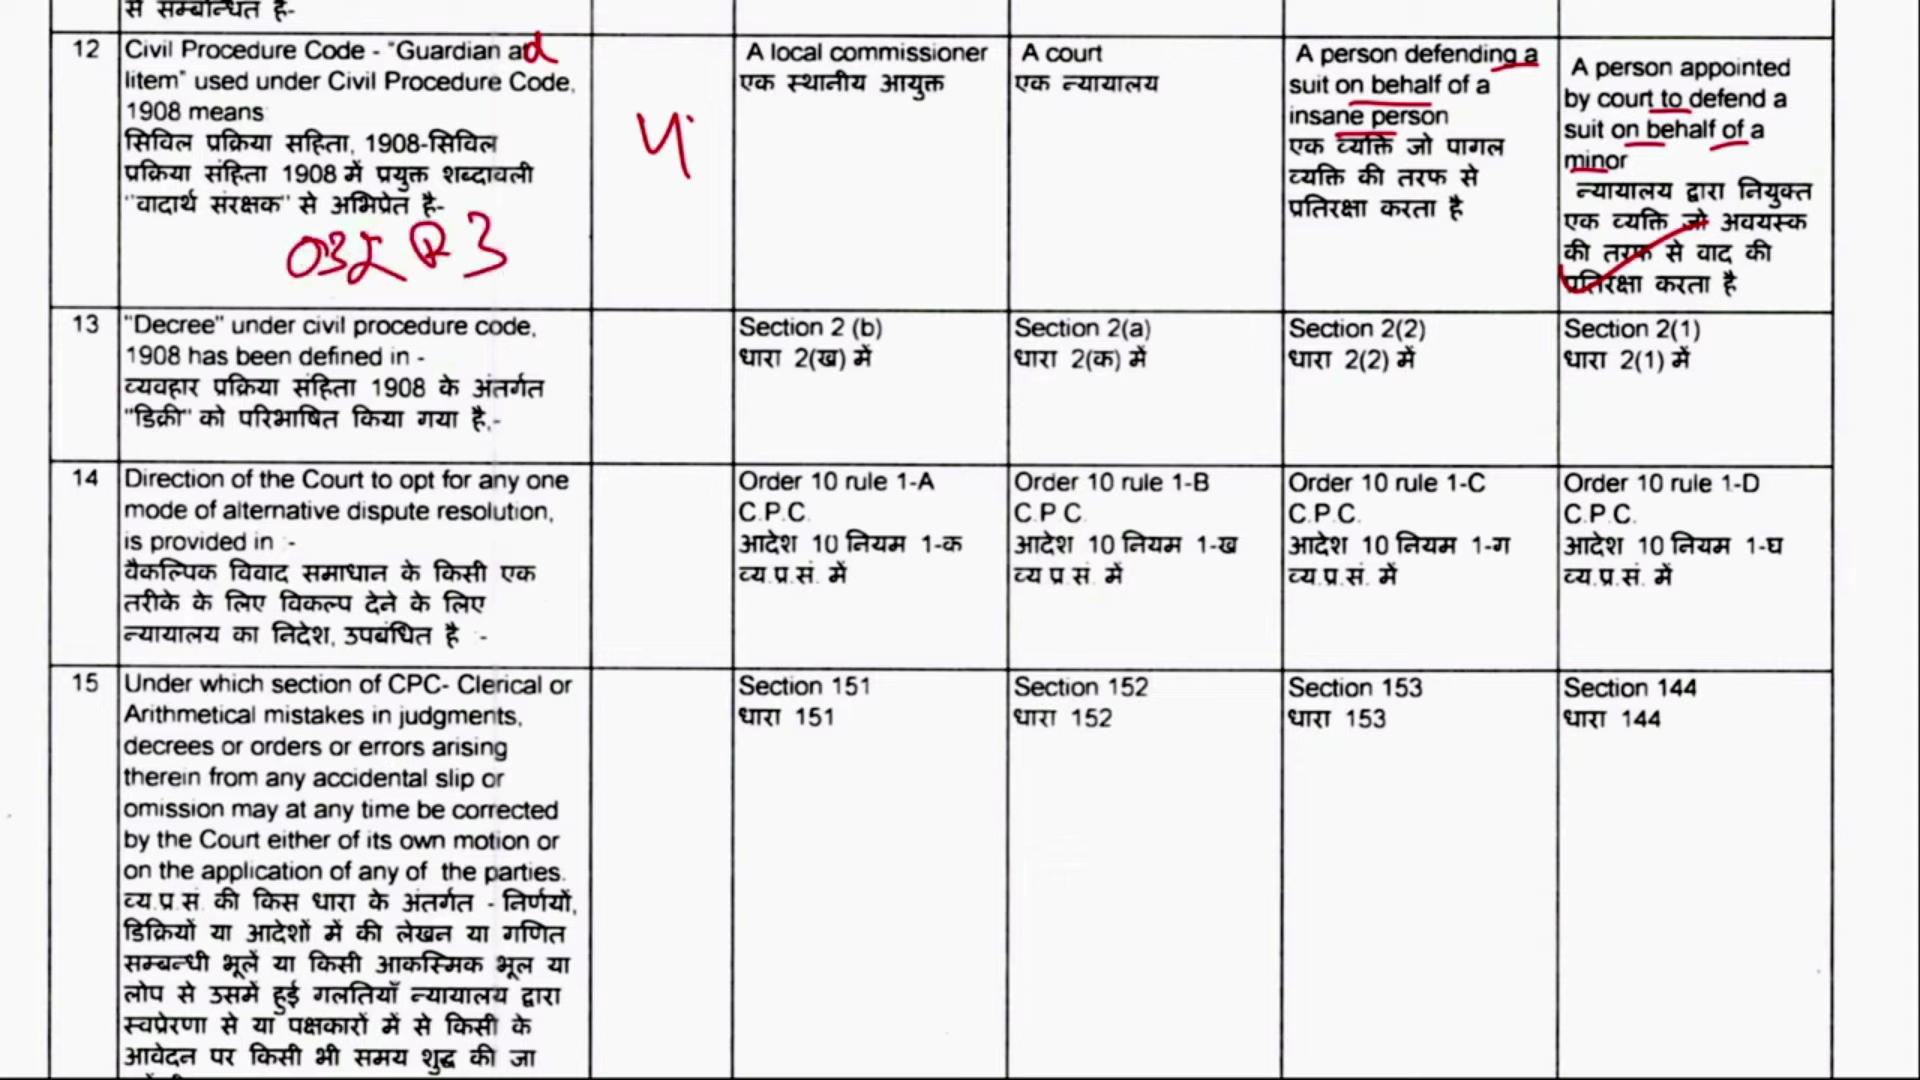 से सम्बन्धित है-
12
Civil Procedure Code - "Guardian ad
litem" used under Civil Procedure Code,
1908 means
सिविल प्रक्रिया सहिता, 1908-सिविल
प्रक्रिया संहिता 1908 में प्रयुक्त शब्दावली
"वादार्थ संरक्षक" से अभिप्रेत है-
O32 R 3
4
A local commissioner
एक स्थानीय आयुक्त
A court
एक न्यायालय
A person defending a
suit on behalf of a
insane person
एक व्यक्ति जो पागल
व्यक्ति की तरफ से
प्रतिरक्षा करता है
A person appointed
by court to defend a
suit on behalf of a
minor
न्यायालय द्वारा नियुक्त
एक व्यक्ति जो अवयस्क
की तरफ से वाद की
प्रतिरक्षा करता है
13
"Decree" under civil procedure code,
1908 has been defined in -
व्यवहार प्रक्रिया संहिता 1908 के अंतर्गत
"डिक्री" को परिभाषित किया गया है,-
Section 2 (b)
धारा 2(ख) में
Section 2(a)
धारा 2(क) में
Section 2(2)
धारा 2(2) में
Section 2(1)
धारा 2(1) में
14
Direction of the Court to opt for any one
mode of alternative dispute resolution,
is provided in :-
वैकल्पिक विवाद समाधान के किसी एक
तरीके के लिए विकल्प देने के लिए
न्यायालय का निदेश, उपबंधित है :-
Order 10 rule 1-A
C.P.C.
आदेश 10 नियम 1-क
व्य.प्र.सं. में
Order 10 rule 1-B
C.P.C.
आदेश 10 नियम 1-ख
व्य प्र सं. में
Order 10 rule 1-C
C.P.C.
आदेश 10 नियम 1-ग
व्य.प्र.सं. में
Order 10 rule 1-D
C.P.C.
आदेश 10 नियम 1-घ
व्य.प्र.सं. में
15
Under which section of CPC- Clerical or
Arithmetical mistakes in judgments,
decrees or orders or errors arising
therein from any accidental slip or
omission may at any time be corrected
by the Court either of its own motion or
on the application of any of the parties.
व्य.प्र.सं. की किस धारा के अंतर्गत - निर्णयों,
डिक्रियों या आदेशों में की लेखन या गणित
सम्बन्धी भूलें या किसी आकस्मिक भूल या
लोप से उसमें हुई गलतियाँ न्यायालय द्वारा
स्वप्रेरणा से या पक्षकारों में से किसी के
आवेदन पर किसी भी समय शुद्ध की जा
Section 151
धारा 151
Section 152
धारा 152
Section 153
धारा 153
Section 144
धारा 144